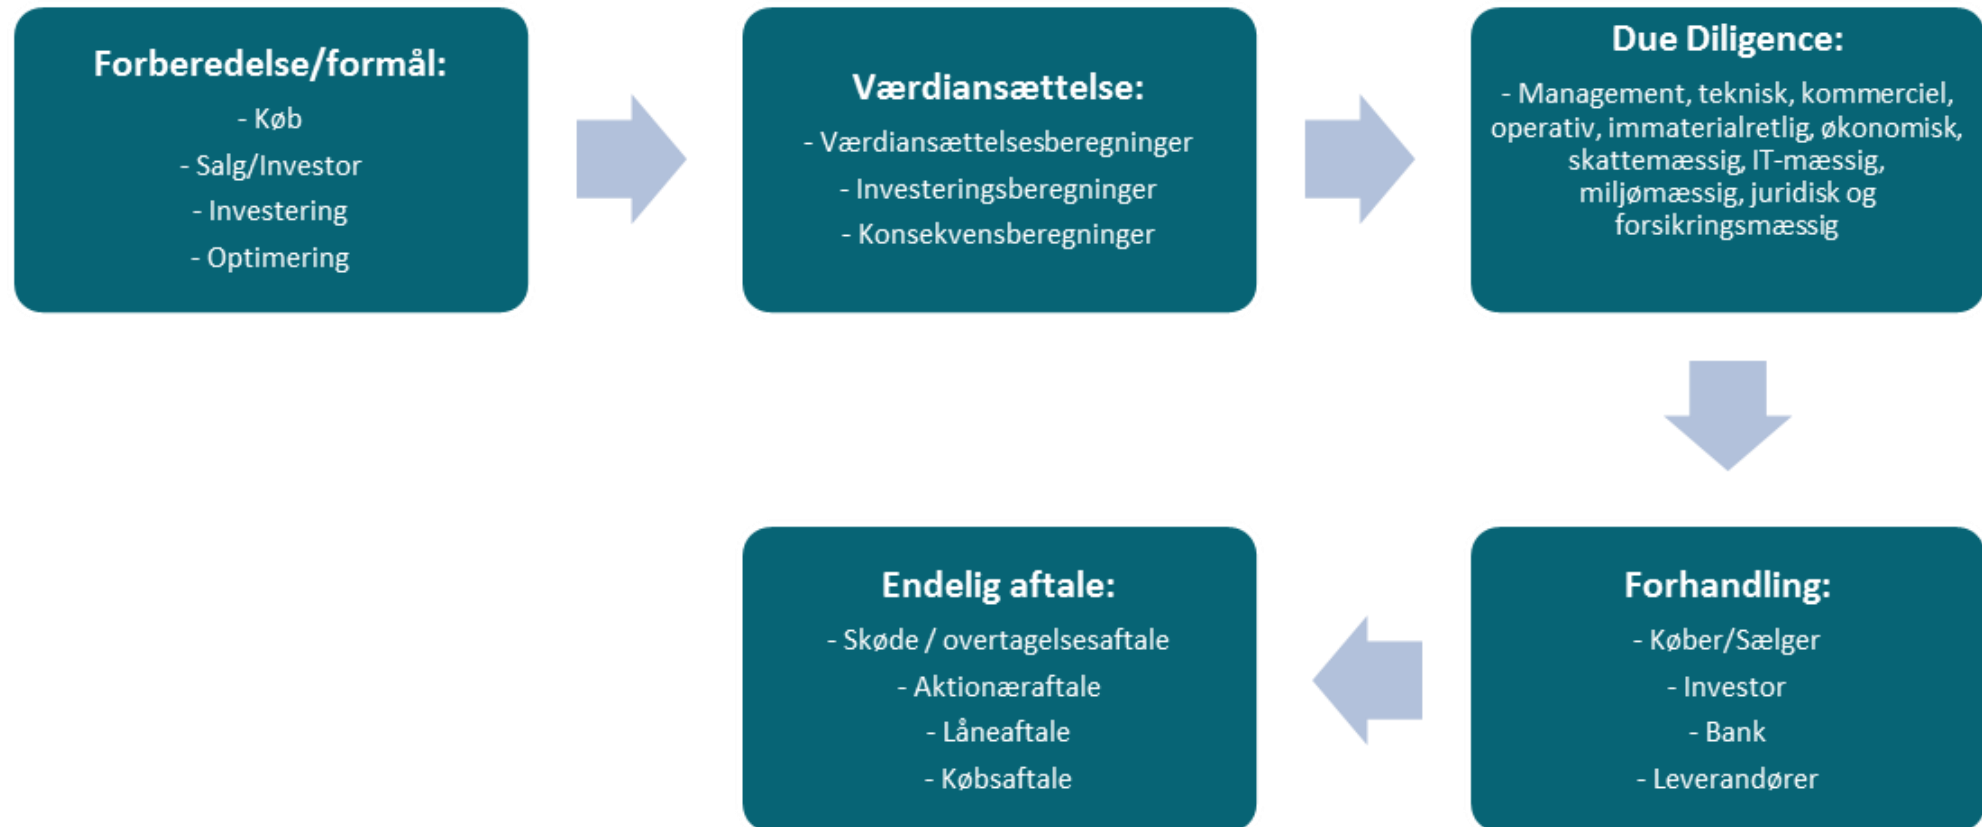 Forberedelse/formål:
- Køb
- Salg/Investor
- Investering
- Optimering
Værdiansættelse:
- Værdiansættelsesberegninger
- Investeringsberegninger
- Konsekvensberegninger
Due Diligence:
- Management, teknisk, kommerciel,
operativ, immaterialretlig, økonomisk,
skattemæssig, IT-mæssig,
miljømæssig, juridisk og
forsikringsmæssig
Forhandling:
- Køber/Sælger
- Investor
- Bank
- Leverandører
Endelig aftale:
- Skøde / overtagelsesaftale
- Aktionæraftale
- Låneaftale
- Købsaftale